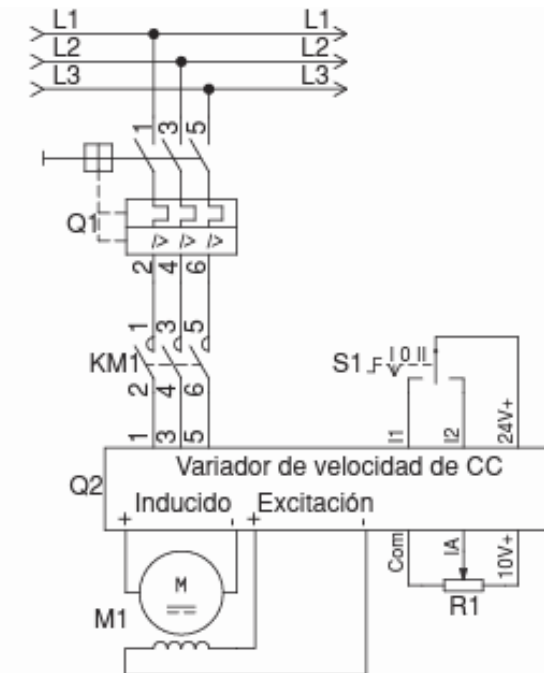 L1 L1
L2 L2
L3 L3
1 3 5
Q1
I> I> I>
2 4 6
1 3 5
KM1
2 4 6
S1 I 0 II
1 3 5 I1 I2 24V+
Q2 Variador de velocidad de CC
Inducido Excitación
+ - + -
Com IA 10V+
M
M1
R1